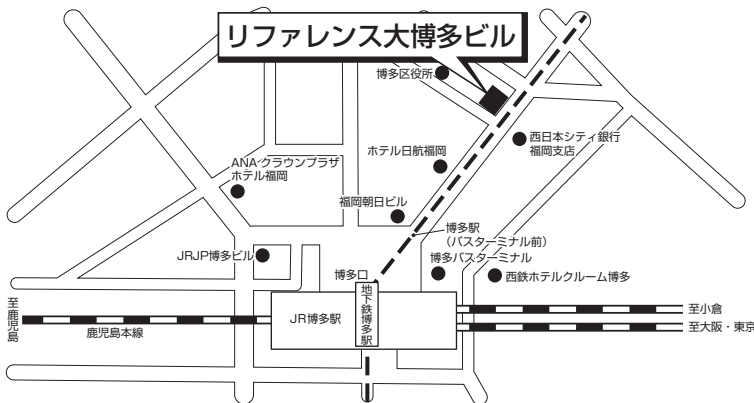 リファレンス大博多ビル
博多区役所
西日本シティ銀行
福岡支店
ホテル日航福岡
ANAクラウンプラザ
ホテル福岡
福岡朝日ビル
博多駅
（バスターミナル前）
JRJP博多ビル
博多バスターミナル
博多口
西鉄ホテルクルーム博多
至鹿児島
地下鉄博多駅
JR博多駅
鹿児島本線
至小倉
至大阪・東京